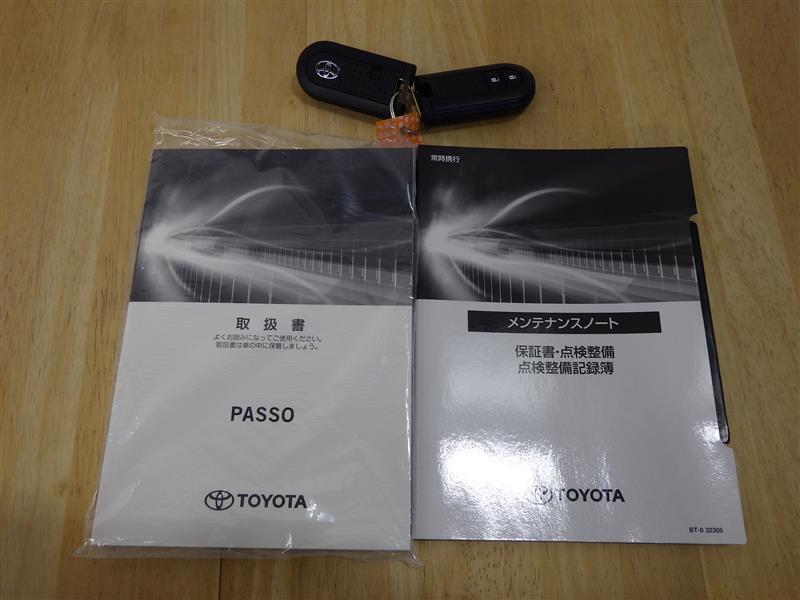 取扱書
よくお読みになってご使用ください。
取扱書は車の中に保管しましょう。
PASSO
TOYOTA
常時携行
メンテナンスノート
保証書・点検整備
点検整備記録簿
TOYOTA
BT-0 32305